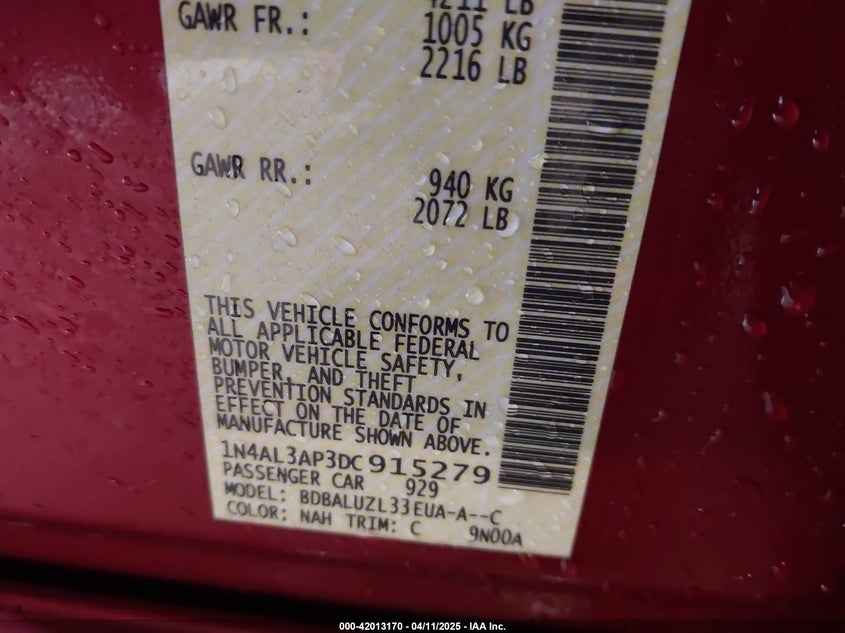 4211 LB
GAWR FR.: 1005 KG
2216 LB
GAWR RR.: 940 KG
2072 LB
THIS VEHICLE CONFORMS TO
ALL APPLICABLE FEDERAL
MOTOR VEHICLE SAFETY,
BUMPER, AND THEFT
PREVENTION STANDARDS IN
EFFECT ON THE DATE OF
MANUFACTURE SHOWN ABOVE.
1N4AL3AP3DC915279
PASSENGER CAR 929
MODEL: BDBALUZL33EUA-A--C
COLOR: NAH TRIM: C 9N00A
000-42013170 - 04/11/2025 - IAA Inc.